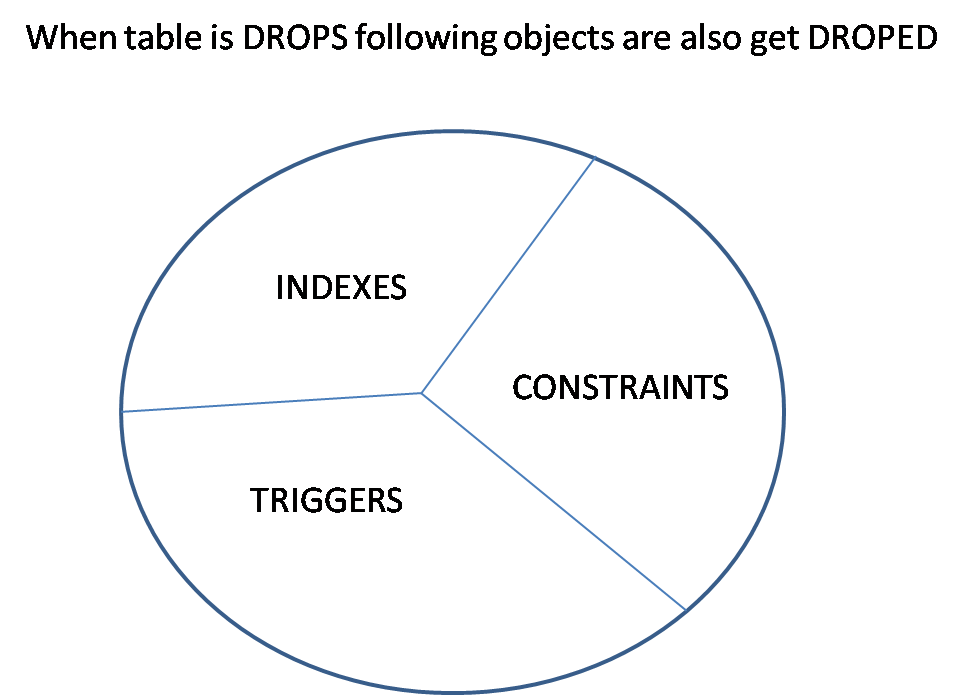 When table is DROPS following objects are also get DROPED
INDEXES
CONSTRAINTS
TRIGGERS